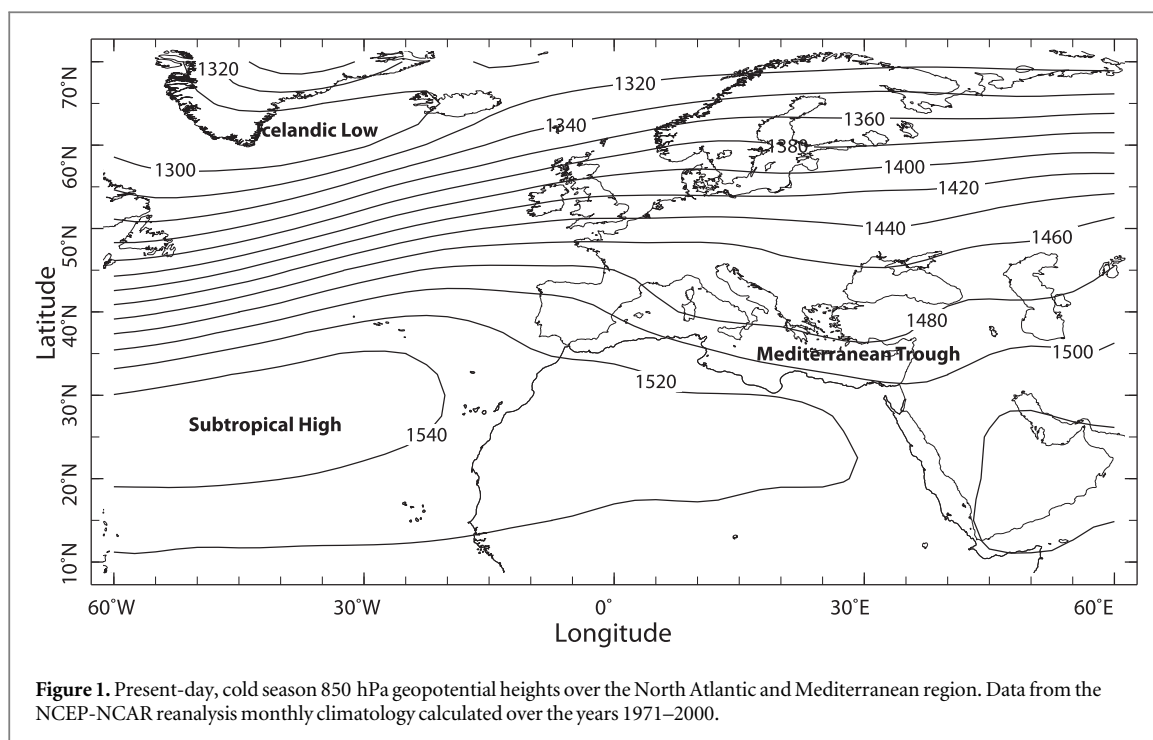 1320
1320
Icelandic Low
1340
1360
1380
1300
1400
1420
1440
1460
1480
Mediterranean Trough
1500
1520
Subtropical High
1540
70°N
60°N
50°N
40°N
30°N
20°N
10°N
Latitude
60°W
30°W
0°
30°E
60°E
Longitude
Figure 1. Present-day, cold season 850 hPa geopotential heights over the North Atlantic and Mediterranean region. Data from the
NCEP-NCAR reanalysis monthly climatology calculated over the years 1971–2000.